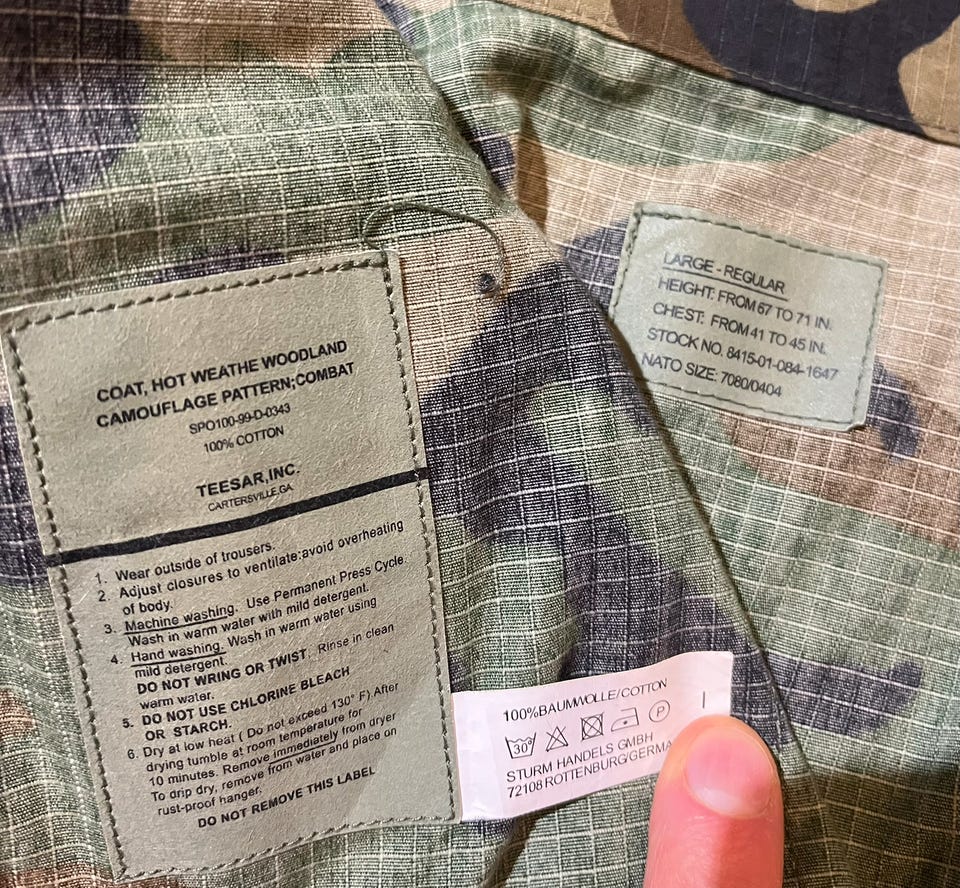 COAT, HOT WEATHE WOODLAND
CAMOUFLAGE PATTERN;COMBAT
SPO100-99-D-0343
100% COTTON
TEESAR,INC.
CARTERSVILLE,GA
1. Wear outside of trousers.
2. Adjust closures to ventilate:avoid overheating
of body.
3. Machine washing. Use Permanent Press Cycle.
Wash in warm water with mild detergent.
4. Hand washing. Wash in warm water using
mild detergent.
DO NOT WRING OR TWIST. Rinse in clean
warm water.
5. DO NOT USE CHLORINE BLEACH
OR STARCH.
6. Dry at low heat ( Do not exceed 130° F).After
drying tumble at room temperature for
10 minutes. Remove immediately from dryer
To drip dry, remove from water and place on
rust-proof hanger.
DO NOT REMOVE THIS LABEL
LARGE - REGULAR
HEIGHT: FROM 67 TO 71 IN.
CHEST: FROM 41 TO 45 IN.
STOCK NO. 8415-01-084-1647
NATO SIZE: 7080/0404
100%BAUMWOLLE/COTTON
30° P
STURM HANDELS GMBH
72108 ROTTENBURG/GERMA